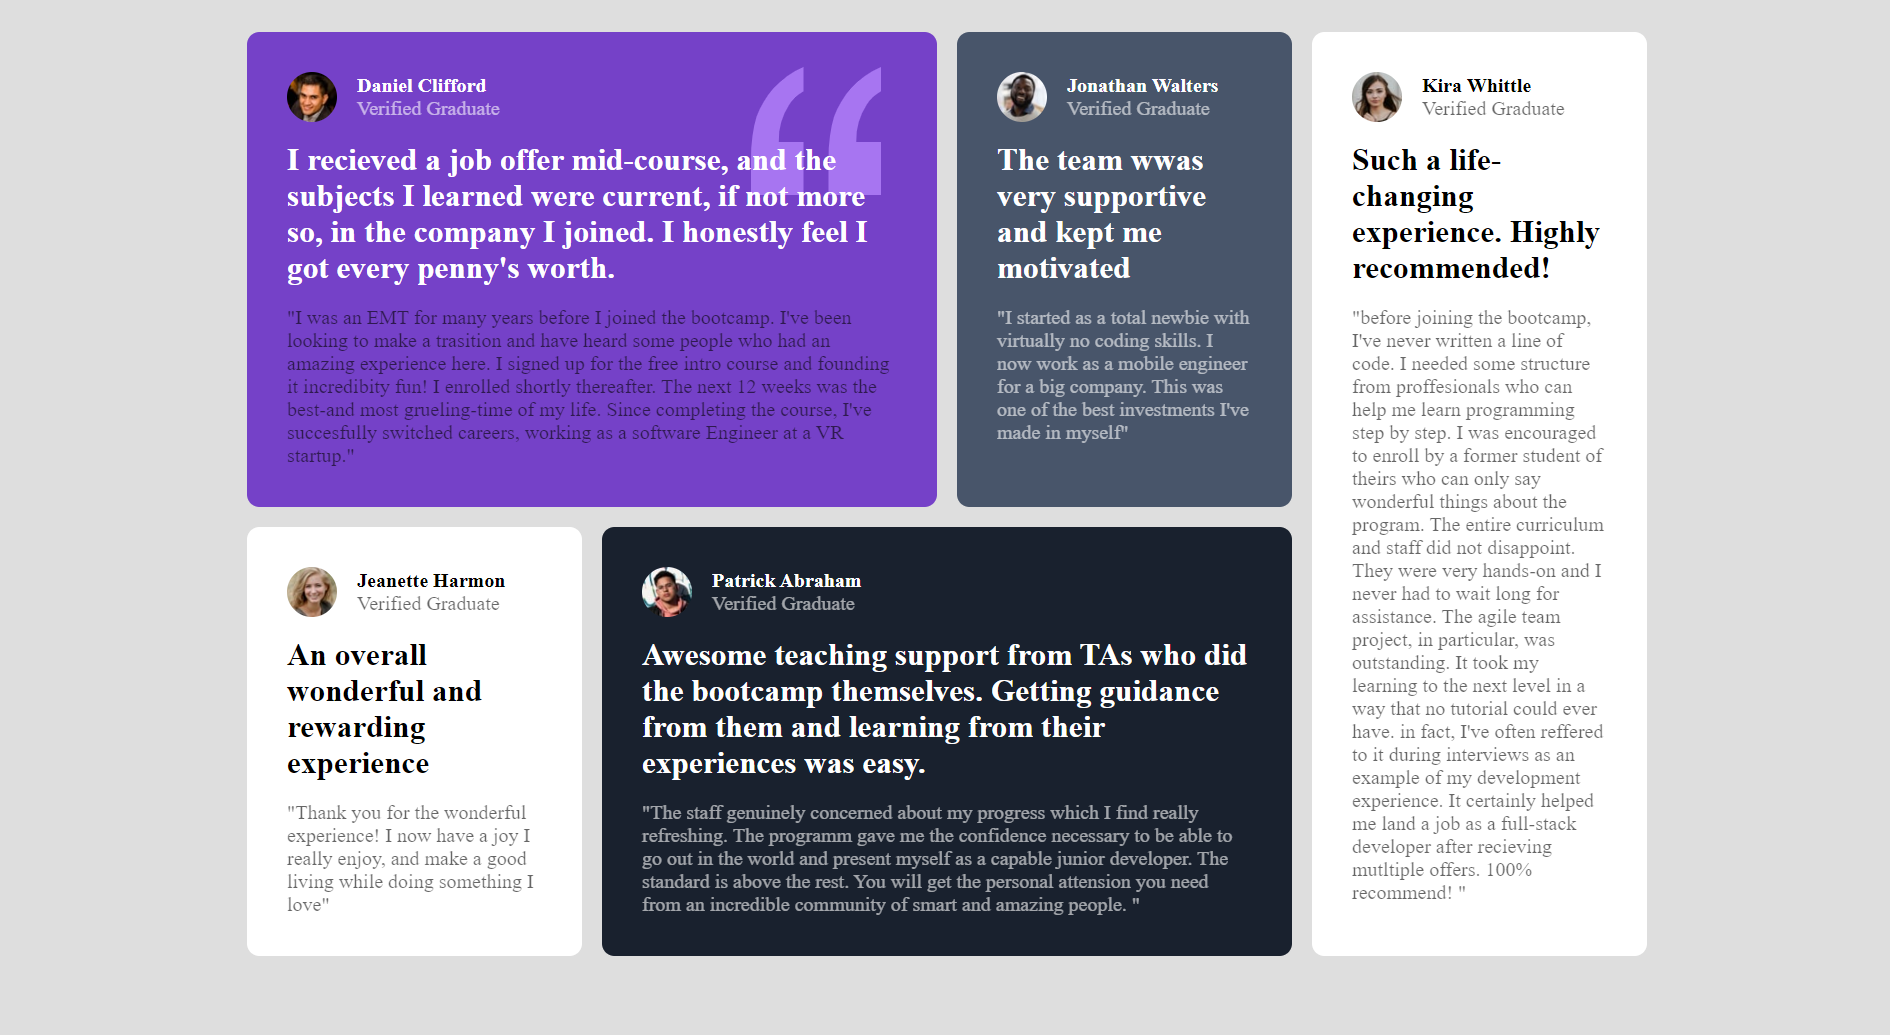 Daniel Clifford
Verified Graduate
I recieved a job offer mid-course, and the
subjects I learned were current, if not more
so, in the company I joined. I honestly feel I
got every penny's worth.
"I was an EMT for many years before I joined the bootcamp. I've been
looking to make a trasition and have heard some people who had an
amazing experience here. I signed up for the free intro course and founding
it incredibity fun! I enrolled shortly thereafter. The next 12 weeks was the
best-and most grueling-time of my life. Since completing the course, I've
succesfully switched careers, working as a software Engineer at a VR
startup."
Jonathan Walters
Verified Graduate
The team wwas
very supportive
and kept me
motivated
"I started as a total newbie with
virtually no coding skills. I
now work as a mobile engineer
for a big company. This was
one of the best investments I've
made in myself"
Kira Whittle
Verified Graduate
Such a life-
changing
experience. Highly
recommended!
"before joining the bootcamp,
I've never written a line of
code. I needed some structure
from proffesionals who can
help me learn programming
step by step. I was encouraged
to enroll by a former student of
theirs who can only say
wonderful things about the
program. The entire curriculum
and staff did not disappoint.
They were very hands-on and I
never had to wait long for
assistance. The agile team
project, in particular, was
outstanding. It took my
learning to the next level in a
way that no tutorial could ever
have. in fact, I've often reffered
to it during interviews as an
example of my development
experience. It certainly helped
me land a job as a full-stack
developer after recieving
mutltiple offers. 100%
recommend! "
Jeanette Harmon
Verified Graduate
An overall
wonderful and
rewarding
experience
"Thank you for the wonderful
experience! I now have a joy I
really enjoy, and make a good
living while doing something I
love"
Patrick Abraham
Verified Graduate
Awesome teaching support from TAs who did
the bootcamp themselves. Getting guidance
from them and learning from their
experiences was easy.
"The staff genuinely concerned about my progress which I find really
refreshing. The programm gave me the confidence necessary to be able to
go out in the world and present myself as a capable junior developer. The
standard is above the rest. You will get the personal attension you need
from an incredible community of smart and amazing people. "